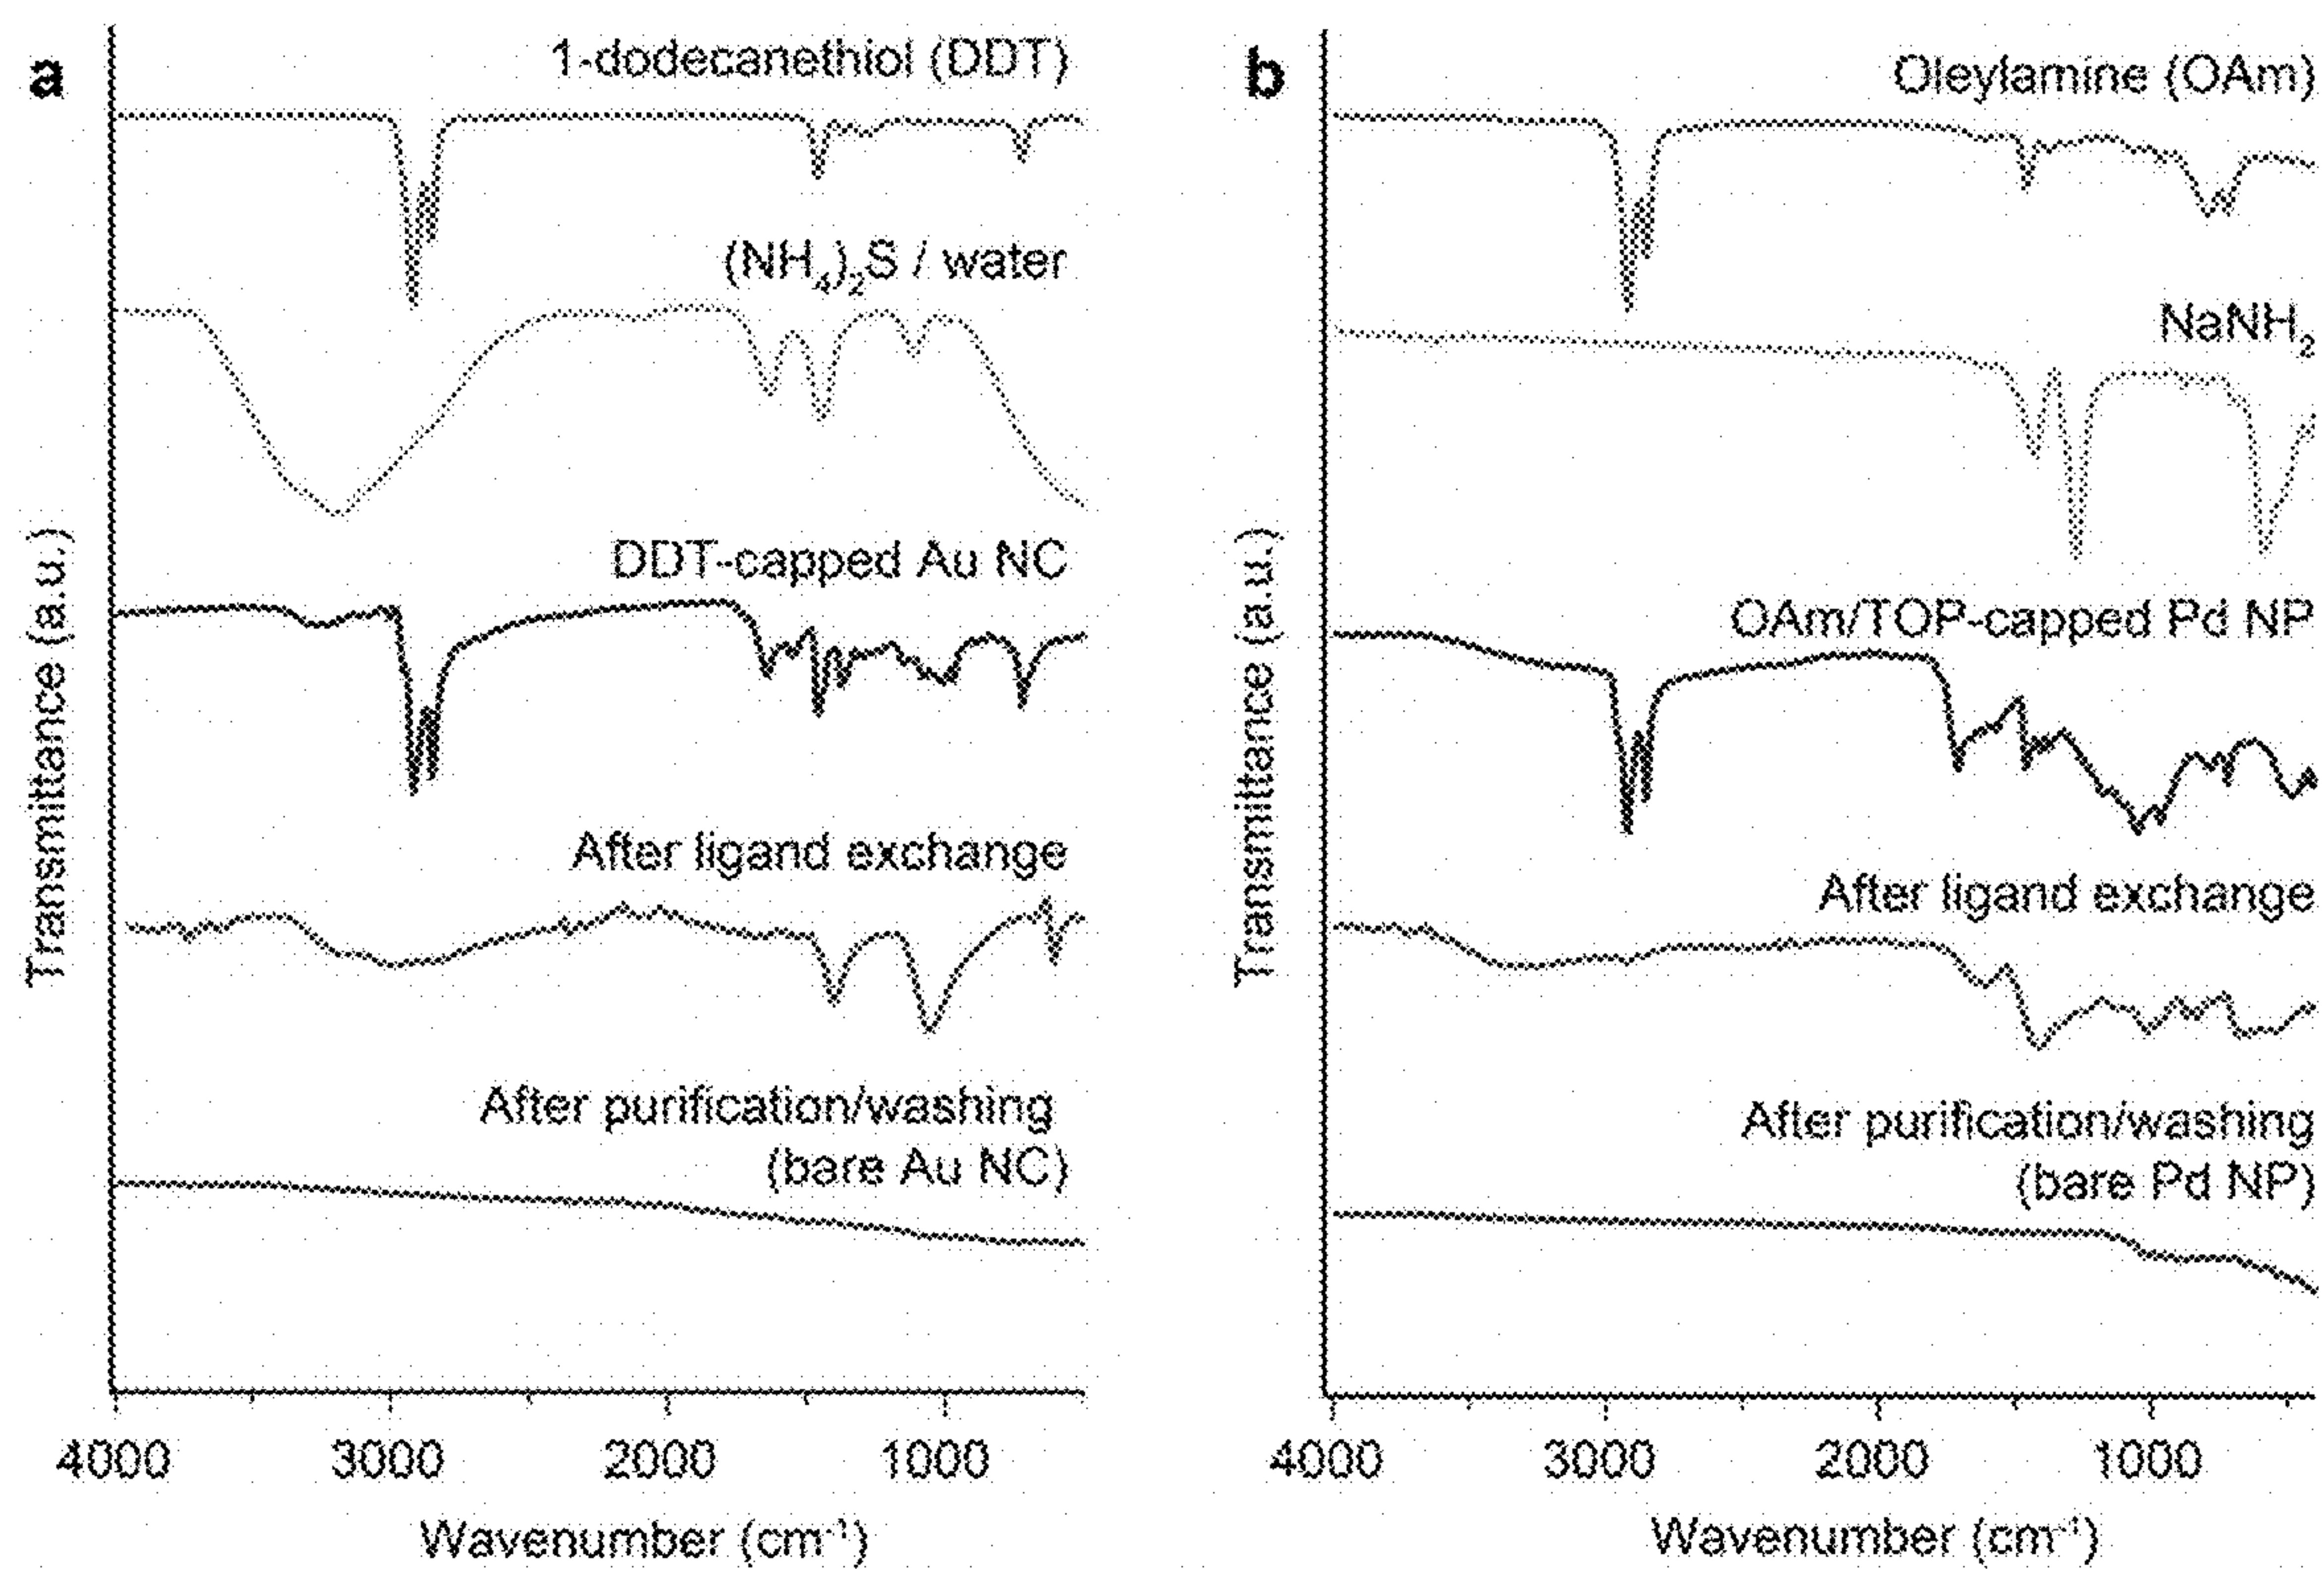 a
1-dodecanethiol (DDT)
(NH4)2S / water
DDT-capped Au NC
After ligand exchange
After purification/washing
(bare Au NC)
Transmittance (a.u.)
4000 3000 2000 1000
Wavenumber (cm-1)
b
Oleylamine (OAm)
NaNH2
OAm/TOP-capped Pd NP
After ligand exchange
After purification/washing
(bare Pd NP)
Transmittance (a.u.)
4000 3000 2000 1000
Wavenumber (cm-1)